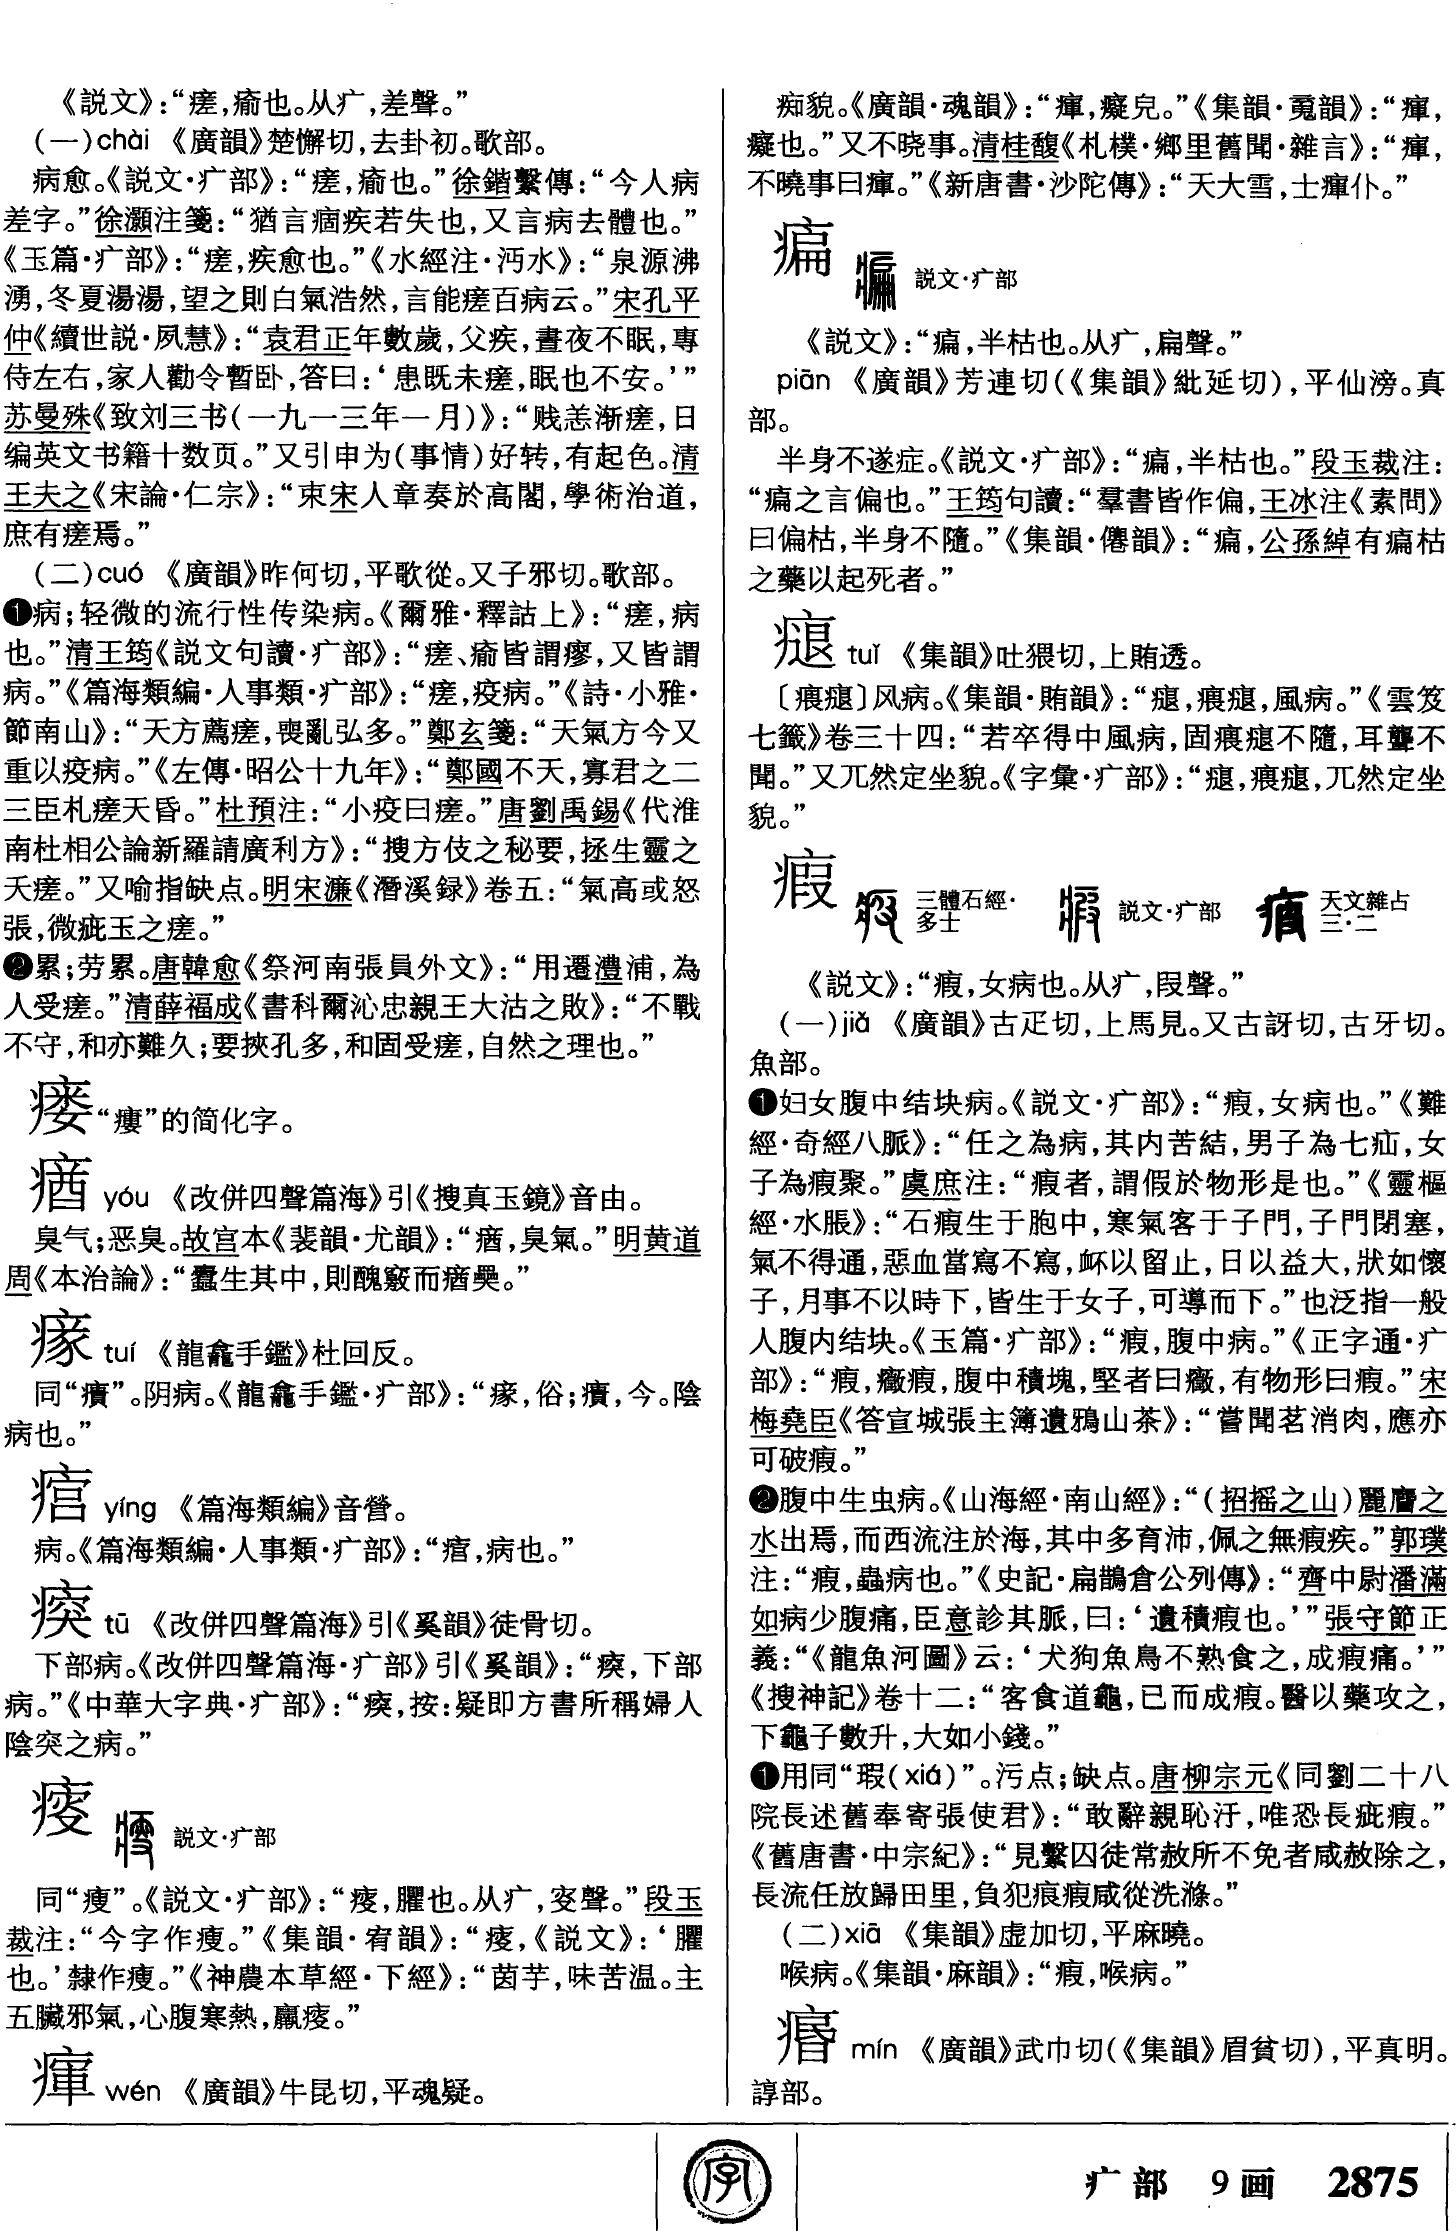 《説文》：“瘥，瘉也。从疒，差聲。”
（一）chài 《廣韻》楚懈切，去卦初。歌部。
病愈。《説文·疒部》：“瘥，瘉也。”徐鍇繫傳：“今人病
差字。”徐灝注箋：“猶言痼疾若失也，又言病去體也。”
《玉篇·疒部》：“瘥，疾愈也。”《水經注·沔水》：“泉源沸
湧，冬夏湯湯，望之則白氣浩然，言能瘥百病云。”宋孔平
仲《續世説·夙慧》：“袁君正年數歲，父疾，晝夜不眠，專
侍左右，家人勸令暫卧，答曰：‘患既未瘥，眠也不安。’”
苏曼殊《致刘三书（一九一三年一月）》：“贱恙渐瘥，日
编英文书籍十数页。”又引申为（事情）好转，有起色。清
王夫之《宋論·仁宗》：“束宋人章奏於高閣，學術治道，
庶有瘥焉。”
（二）cuó 《廣韻》昨何切，平歌從。又子邪切。歌部。
❶病；轻微的流行性传染病。《爾雅·釋詁上》：“瘥，病
也。”清王筠《説文句讀·疒部》：“瘥、瘉皆謂瘳，又皆謂
病。”《篇海類編·人事類·疒部》：“瘥，疫病。”《詩·小雅·
節南山》：“天方薦瘥，喪亂弘多。”鄭玄箋：“天氣方今又
重以疫病。”《左傳·昭公十九年》：“鄭國不天，寡君之二
三臣札瘥夭昏。”杜預注：“小疫曰瘥。”唐劉禹錫《代淮
南杜相公論新羅請廣利方》：“搜方伎之秘要，拯生靈之
夭瘥。”又喻指缺点。明宋濂《潛溪録》卷五：“氣高或怒
張，微疵玉之瘥。”
❷累；劳累。唐韓愈《祭河南張員外文》：“用遷澧浦，為
人受瘥。”清薛福成《書科爾沁忠親王大沽之敗》：“不戰
不守，和亦難久；要挾孔多，和固受瘥，自然之理也。”
瘘 “瘻”的简化字。
𤸈 yóu 《改併四聲篇海》引《搜真玉鏡》音由。
臭气；恶臭。故宫本《裴韻·尤韻》：“𤸈，臭氣。”明黄道
周《本治論》：“蠹生其中，則醜竅而𤸈㬥。”
瘃 tuí 《龍龕手鑑》杜回反。
同“㿉”。阴病。《龍龕手鑑·疒部》：“瘃，俗；㿉，今。陰
病也。”
㾤 yíng 《篇海類編》音營。
病。《篇海類編·人事類·疒部》：“㾤，病也。”
㻠 tū 《改併四聲篇海》引《奚韻》徒骨切。
下部病。《改併四聲篇海·疒部》引《奚韻》：“，下部
病。”《中華大字典·疒部》：“，按：疑即方書所稱婦人
陰突之病。”
㾮 説文·疒部
同“瘦”。《説文·疒部》：“㾮，臞也。从疒，叜聲。”段玉
裁注：“今字作瘦。”《集韻·宥韻》：“㾮，《説文》：‘臞
也。’隸作瘦。”《神農本草經·下經》：“茵芋，味苦温。主
五臟邪氣，心腹寒熱，羸㾮。”
㾮 wén 《廣韻》牛昆切，平魂疑。
痴貌。《廣韻·魂韻》：“瘒，癡皃。”《集韻·䰟韻》：“瘒，
癡也。”又不晓事。清桂馥《札樸·鄉里舊聞·雜言》：“瘒，
不曉事曰瘒。”《新唐書·沙陀傳》：“天大雪，士瘒仆。”
㾫 説文·疒部
《説文》：“㾫，半枯也。从疒，扁聲。”
piān 《廣韻》芳連切（《集韻》紕延切），平仙滂。真
部。
半身不遂症。《説文·疒部》：“㾫，半枯也。”段玉裁注：
“㾫之言偏也。”王筠句讀：“羣書皆作偏，王冰注《素問》
曰偏枯，半身不隨。”《集韻·僊韻》：“㾫，公孫綽有㾫枯
之藥以起死者。”
㾯 tuǐ 《集韻》吐猥切，上賄透。
〔㾯〕风病。《集韻·賄韻》：“㾯，風病。”《雲笈
七籤》卷三十四：“若卒得中風病，固㾯不隨，耳聾不
聞。”又兀然定坐貌。《字彙·疒部》：“㾯，兀然定坐
貌。”
瘕 三體石經·多士 説文·疒部 天文雜占三·二
《説文》：“瘕，女病也。从疒，叚聲。”
（一）jiǎ 《廣韻》古疋切，上馬見。又古訝切，古牙切。
魚部。
❶妇女腹中结块病。《説文·疒部》：“瘕，女病也。”《難
經·奇經八脈》：“任之為病，其内苦結，男子為七疝，女
子為瘕聚。”虞庶注：“瘕者，謂假於物形是也。”《靈樞
經·水脹》：“石瘕生于胞中，寒氣客于子門，子門閉塞，
氣不得通，惡血當寫不寫，衃以留止，日以益大，狀如懷
子，月事不以時下，皆生于女子，可導而下。”也泛指一般
人腹内结块。《玉篇·疒部》：“瘕，腹中病。”《正字通·疒
部》：“瘕，癥瘕，腹中積塊，堅者曰癥，有物形曰瘕。”宋
梅堯臣《答宣城張主簿遺鴉山茶》：“嘗聞茗消肉，應亦
可破瘕。”
❷腹中生虫病。《山海經·南山經》：“（招摇之山）麗𪊨之
水出焉，而西流注於海，其中多育沛，佩之無瘕疾。”郭璞
注：“瘕，蟲病也。”《史記·扁鵲倉公列傳》：“齊中尉潘滿
如病少腹痛，臣意診其脈，曰：‘遺積瘕也。’”張守節正
義：“《龍魚河圖》云：‘犬狗魚鳥不熟食之，成瘕痛。’”
《搜神記》卷十二：“客食道龜，已而成瘕。醫以藥攻之，
下龜子數升，大如小錢。”
❶用同“瑕（xiá）”。污点；缺点。唐柳宗元《同劉二十八
院長述舊奉寄張使君》：“敢辭親恥汙，唯恐長疵瘕。”
《舊唐書·中宗紀》：“見繫囚徒常赦所不免者咸赦除之，
長流任放歸田里，負犯痕瘕咸從洗滌。”
（二）xiā 《集韻》虚加切，平麻曉。
喉病。《集韻·麻韻》：“瘕，喉病。”
痻 mín 《廣韻》武巾切（《集韻》眉貧切），平真明。
諄部。
字
疒部 9画 2875